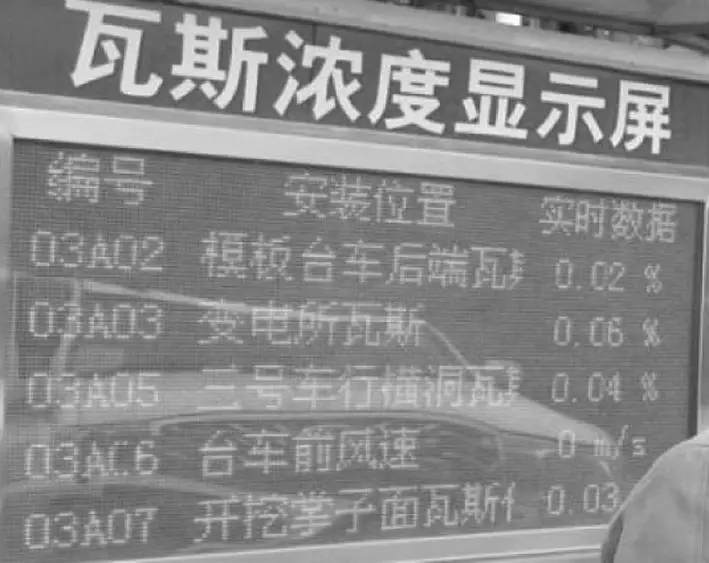 瓦斯浓度显示屏
编号 安装位置 实时数据
03A02 模板台车后端瓦 0.02 %
03A03 变电所瓦斯 0.06 %
03A05 三号车行横洞瓦 0.04 %
03A06 台车前风速 0 m/s
03A07 开挖掌子面瓦斯 0.03